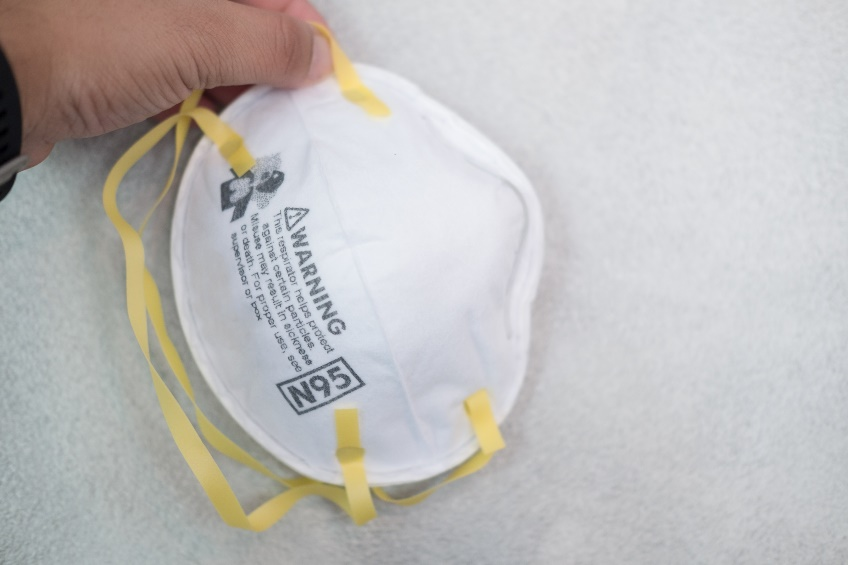 ⚠WARNING
This respirator helps protect
against certain particles.
Misuse may result in sickness
or death. For proper use, see
supervisor or box
N95